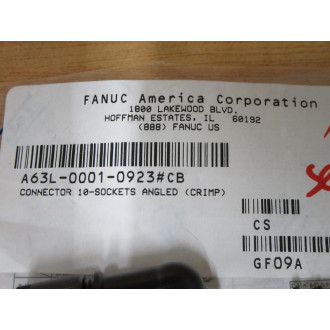 FANUC America Corporation
1800 LAKEWOOD BLVD.
HOFFMAN ESTATES, IL 60192
(888) FANUC US
A63L-0001-0923#CB
CONNECTOR 10-SOCKETS ANGLED (CRIMP)
CS
GF09A